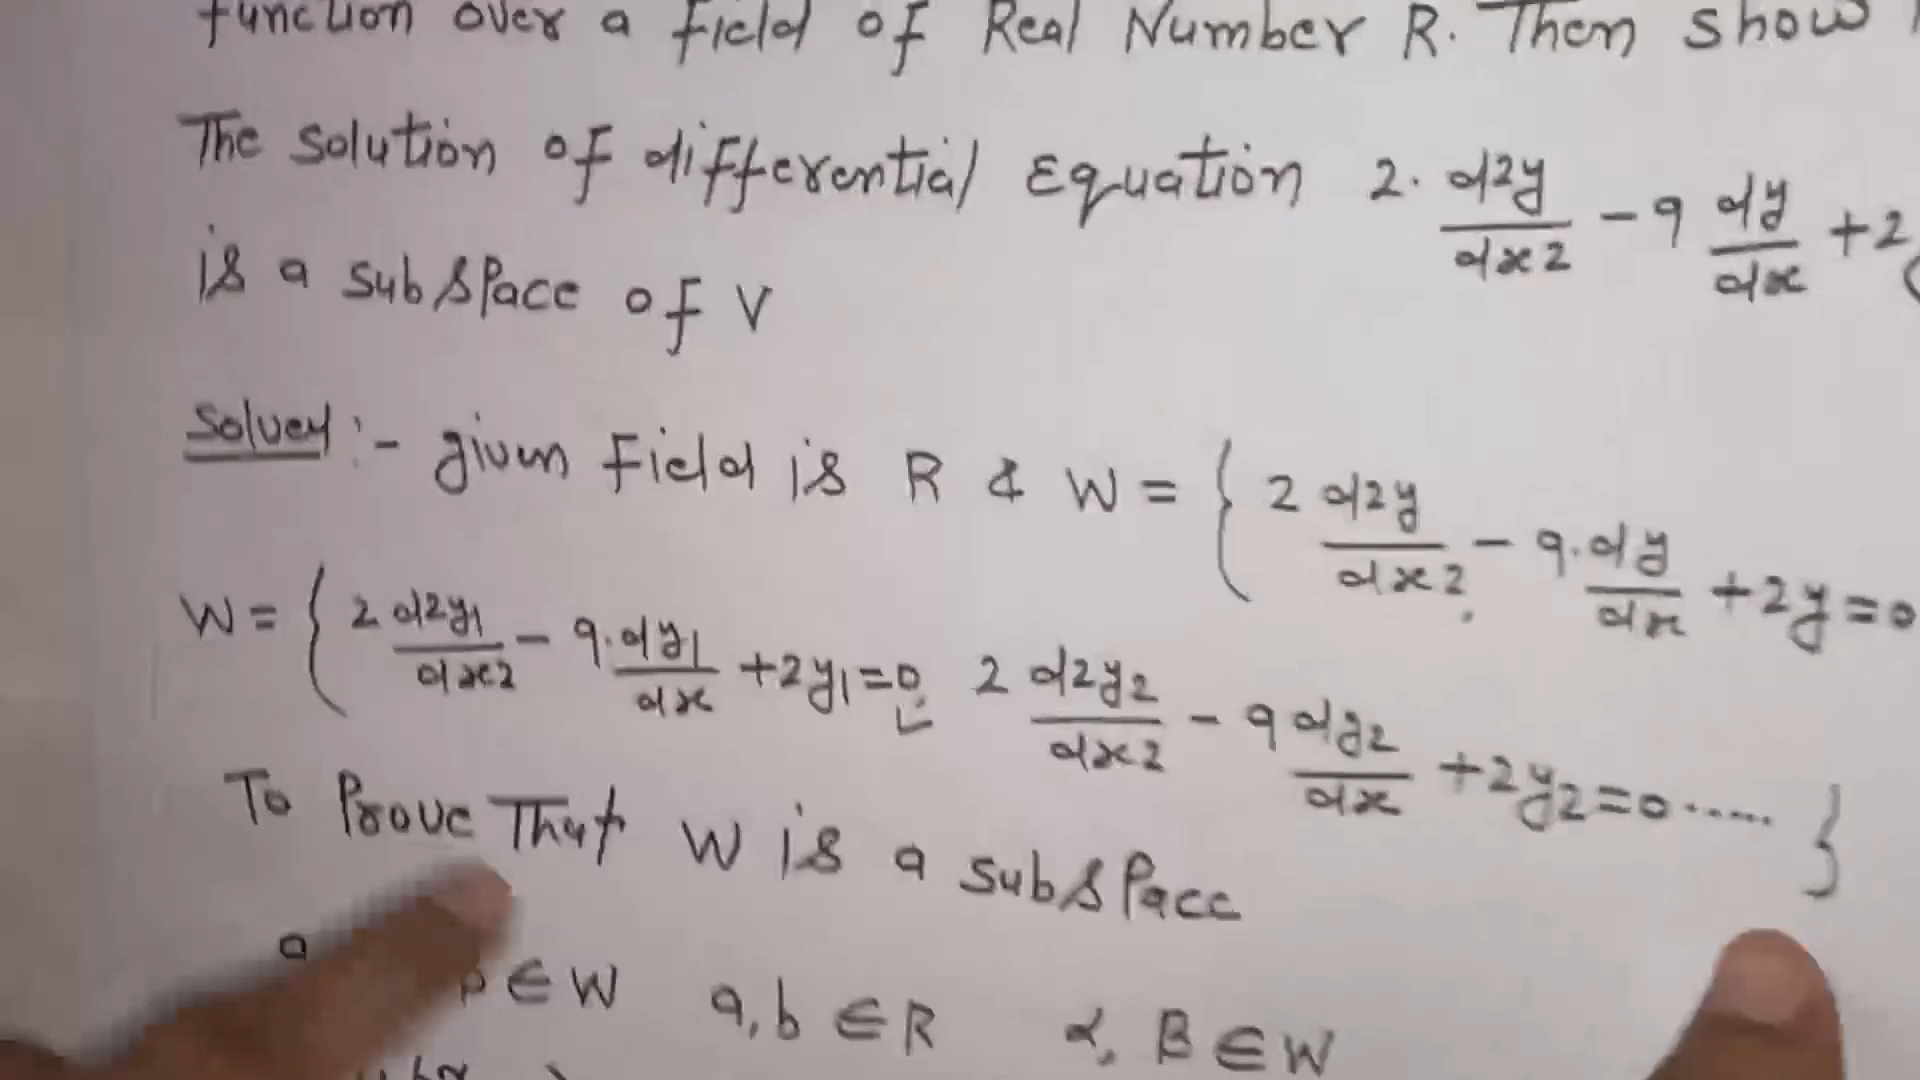 function over a field of Real Number R. Then show
The solution of differential Equation 2. d2y/dx2 - 9 dy/dx + 2
is a subspace of V
Solven :- given Field is R & W = { 2 d2y/dx2 - 9. dy/dx + 2y = 0
W = { 2 d2y1/dx2 - 9. dy1/dx + 2y1 = 0, 2 d2y2/dx2 - 9 dy2/dx + 2y2 = 0 ..... }
To Prove That W is a subspace
a ∈ W a, b ∈ R α, B ∈ W